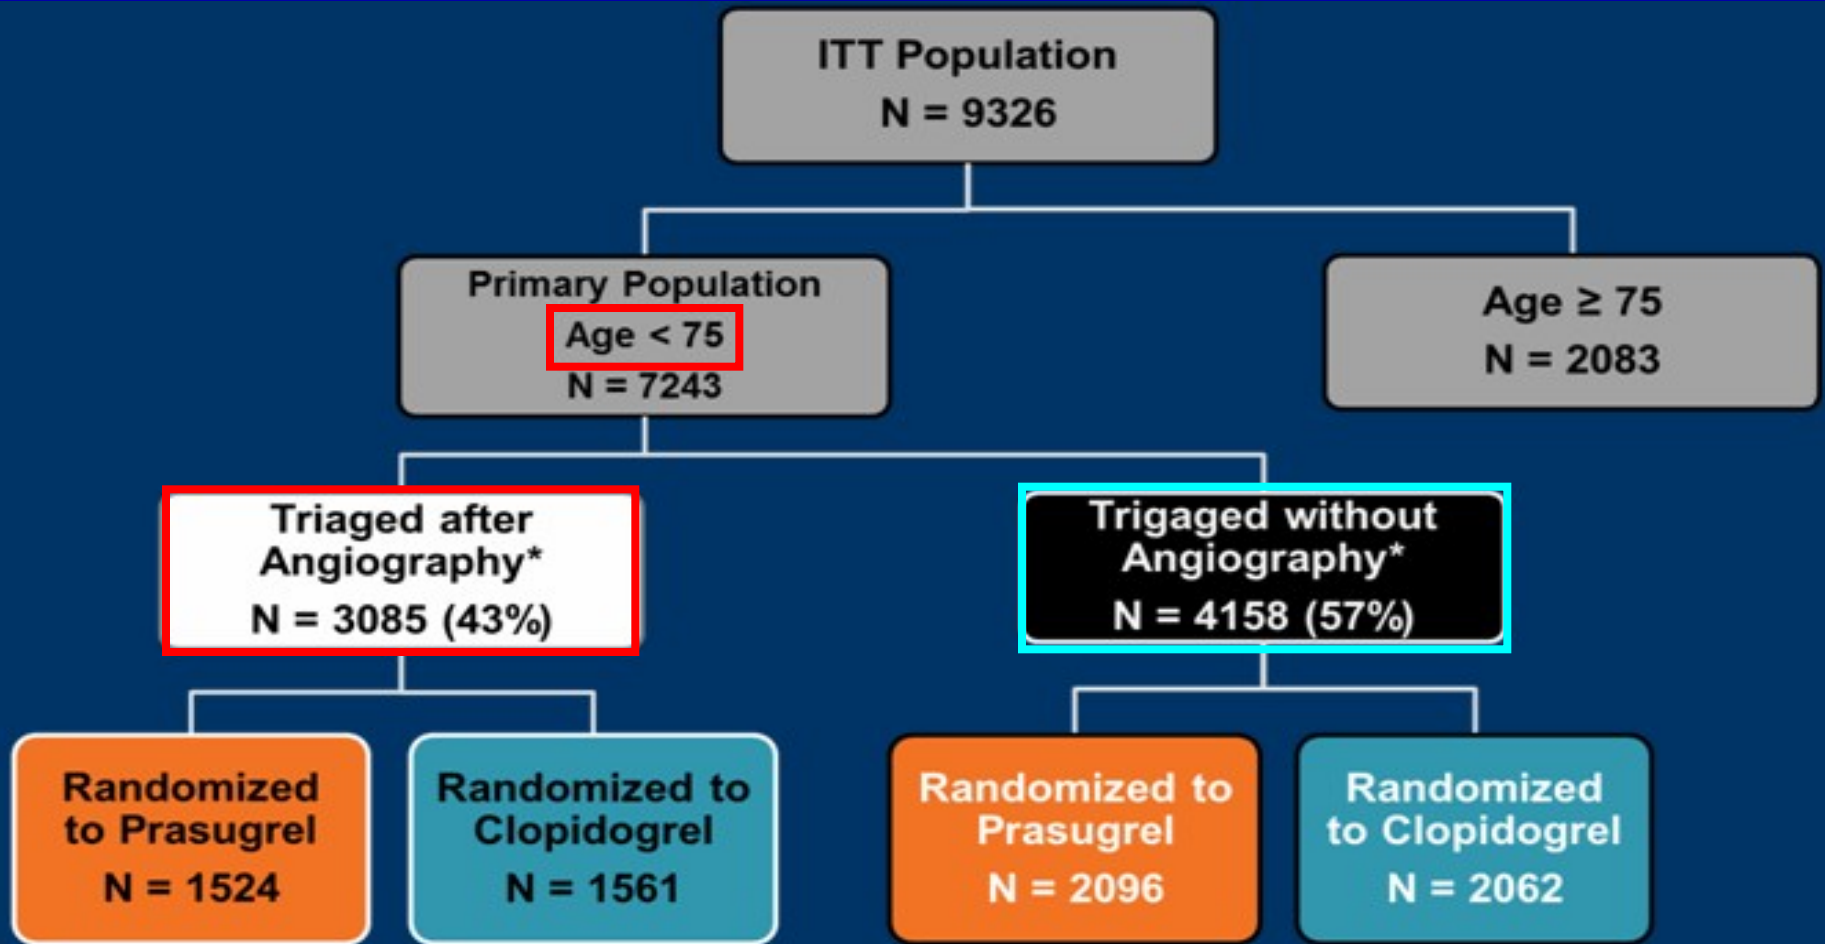 ITT Population
N = 9326
Primary Population
Age < 75
N = 7243
Age ≥ 75
N = 2083
Triaged after
Angiography*
N = 3085 (43%)
Trigaged without
Angiography*
N = 4158 (57%)
Randomized
to Prasugrel
N = 1524
Randomized to
Clopidogrel
N = 1561
Randomized to
Prasugrel
N = 2096
Randomized
to Clopidogrel
N = 2062